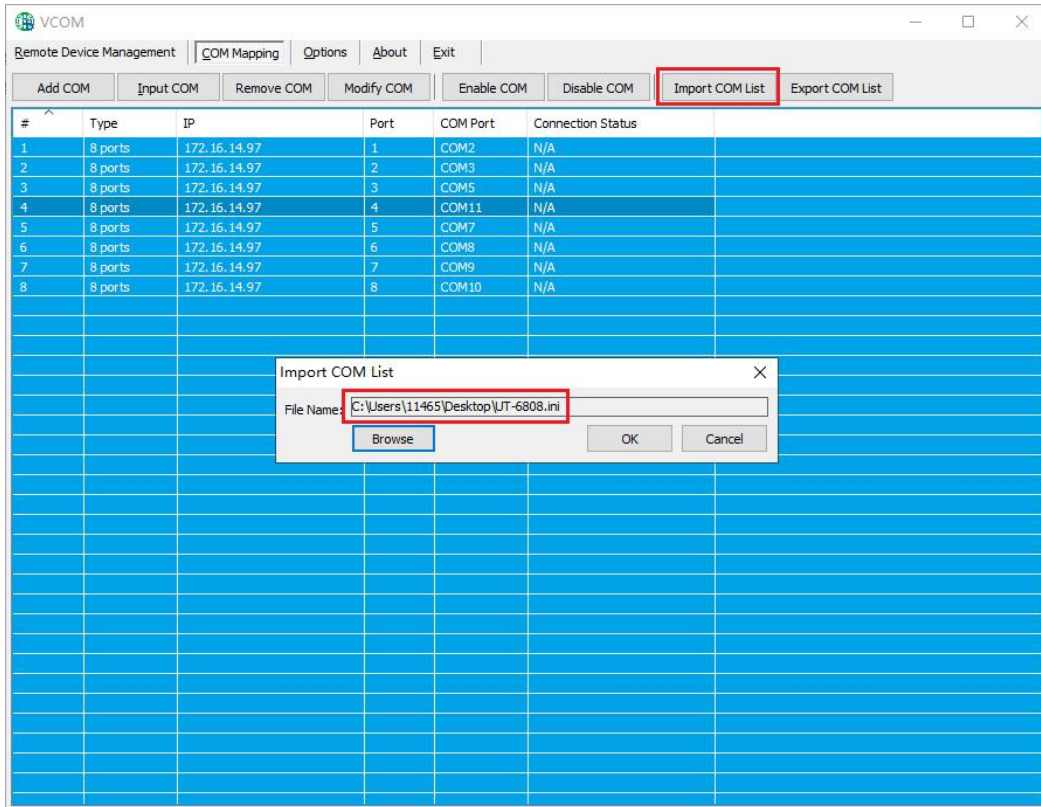 VCOM
Remote Device Management COM Mapping Options About Exit
Add COM Input COM Remove COM Modify COM Enable COM Disable COM Import COM List Export COM List
# Type IP Port COM Port Connection Status
1 8 ports 172.16.14.97 1 COM2 N/A
2 8 ports 172.16.14.97 2 COM3 N/A
3 8 ports 172.16.14.97 3 COM5 N/A
4 8 ports 172.16.14.97 4 COM11 N/A
5 8 ports 172.16.14.97 5 COM7 N/A
6 8 ports 172.16.14.97 6 COM8 N/A
7 8 ports 172.16.14.97 7 COM9 N/A
8 8 ports 172.16.14.97 8 COM10 N/A
Import COM List
File Name: C:\Users\11465\Desktop\UT-6808.ini
Browse OK Cancel